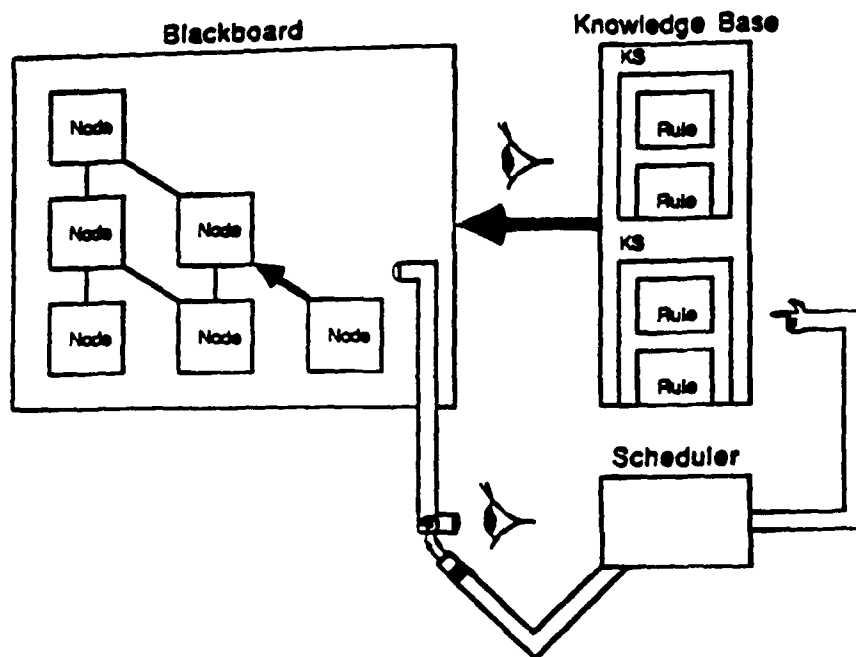 Blackboard
Knowledge Base
KS
Node
Rule
Rule
KS
Node
Node
Rule
Node
Node
Node
Rule
Scheduler